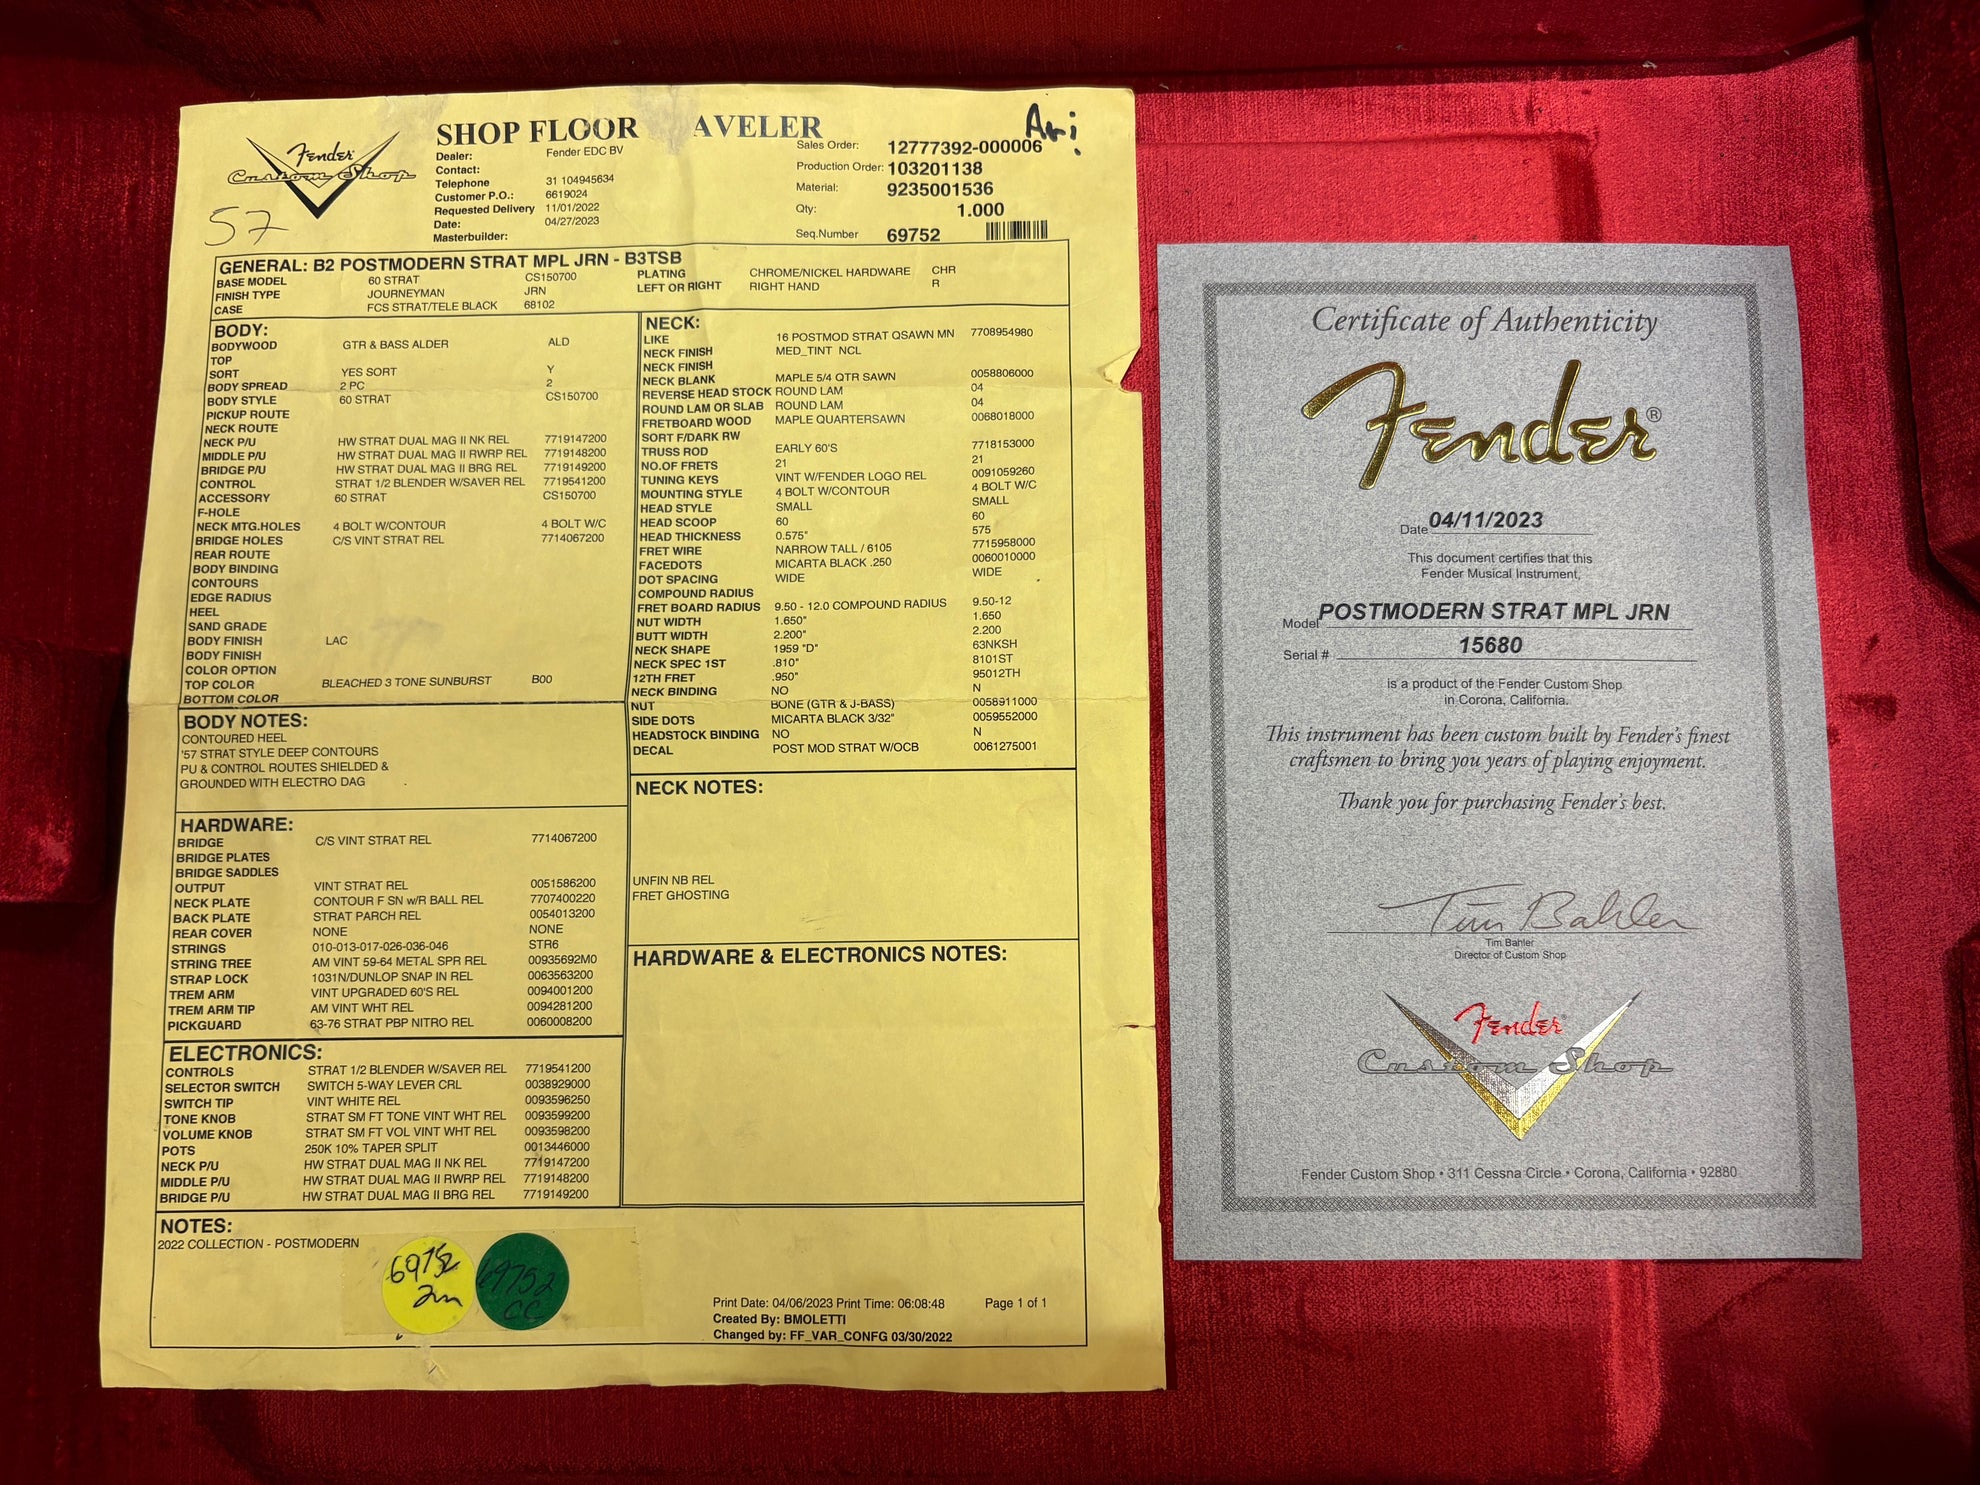 SHOP FLOOR AVELER
Fender
Custom Shop
57
Dealer: Fender EDC BV
Contact:
Telephone 31 104945634
Customer P.O.: 6619024
Requested Delivery 11/01/2022
Date: 04/27/2023
Masterbuilder:
Sales Order: 12777392-000006
Production Order: 103201138
Material: 9235001536
Qty: 1.000
Seq.Number 69752
GENERAL: B2 POSTMODERN STRAT MPL JRN - B3TSB
BASE MODEL 60 STRAT CS150700
FINISH TYPE JOURNEYMAN JRN
CASE FCS STRAT/TELE BLACK 68102
PLATING CHROME/NICKEL HARDWARE CHR
LEFT OR RIGHT RIGHT HAND R
BODY:
BODYWOOD GTR & BASS ALDER ALD
TOP
SORT YES SORT Y
BODY SPREAD 2 PC 2
BODY STYLE 60 STRAT CS150700
PICKUP ROUTE
NECK ROUTE
NECK P/U HW STRAT DUAL MAG II NK REL 7719147200
MIDDLE P/U HW STRAT DUAL MAG II RWRP REL 7719148200
BRIDGE P/U HW STRAT DUAL MAG II BRG REL 7719149200
CONTROL STRAT 1/2 BLENDER W/SAVER REL 7719541200
ACCESSORY 60 STRAT CS150700
F-HOLE
NECK MTG.HOLES 4 BOLT W/CONTOUR 4 BOLT W/C
BRIDGE HOLES C/S VINT STRAT REL 7714067200
REAR ROUTE
BODY BINDING
CONTOURS
EDGE RADIUS
HEEL
SAND GRADE
BODY FINISH LAC
BODY FINISH
COLOR OPTION
TOP COLOR BLEACHED 3 TONE SUNBURST B00
BOTTOM COLOR
BODY NOTES:
CONTOURED HEEL
'57 STRAT STYLE DEEP CONTOURS
PU & CONTROL ROUTES SHIELDED &
GROUNDED WITH ELECTRO DAG
HARDWARE:
BRIDGE C/S VINT STRAT REL 7714067200
BRIDGE PLATES
BRIDGE SADDLES
OUTPUT VINT STRAT REL 0051586200
NECK PLATE CONTOUR F SN w/R BALL REL 7707400220
BACK PLATE STRAT PARCH REL 0054013200
REAR COVER NONE NONE
STRINGS 010-013-017-026-036-046 STR6
STRING TREE AM VINT 59-64 METAL SPR REL 00935692M0
STRAP LOCK 1031N/DUNLOP SNAP IN REL 0063563200
TREM ARM VINT UPGRADED 60'S REL 0094001200
TREM ARM TIP AM VINT WHT REL 0094281200
PICKGUARD 63-76 STRAT PBP NITRO REL 0060008200
ELECTRONICS:
CONTROLS STRAT 1/2 BLENDER W/SAVER REL 7719541200
SELECTOR SWITCH SWITCH 5-WAY LEVER CRL 0038929000
SWITCH TIP VINT WHITE REL 0093596250
TONE KNOB STRAT SM FT TONE VINT WHT REL 0093599200
VOLUME KNOB STRAT SM FT VOL VINT WHT REL 0093598200
POTS 250K 10% TAPER SPLIT 0013446000
NECK P/U HW STRAT DUAL MAG II NK REL 7719147200
MIDDLE P/U HW STRAT DUAL MAG II RWRP REL 7719148200
BRIDGE P/U HW STRAT DUAL MAG II BRG REL 7719149200
NECK:
LIKE 16 POSTMOD STRAT QSAWN MN 7708954980
NECK FINISH MED_TINT NCL
NECK FINISH
NECK BLANK MAPLE 5/4 QTR SAWN 0058806000
REVERSE HEAD STOCK ROUND LAM 04
ROUND LAM OR SLAB ROUND LAM 04
FRETBOARD WOOD MAPLE QUARTERSAWN 0068018000
SORT F/DARK RW
TRUSS ROD EARLY 60'S 7718153000
NO.OF FRETS 21 21
TUNING KEYS VINT W/FENDER LOGO REL 0091059260
MOUNTING STYLE 4 BOLT W/CONTOUR 4 BOLT W/C
HEAD STYLE SMALL SMALL
HEAD SCOOP 60 60
HEAD THICKNESS 0.575" 575
FRET WIRE NARROW TALL / 6105 7715958000
FACEDOTS MICARTA BLACK .250 0060010000
DOT SPACING WIDE WIDE
COMPOUND RADIUS
FRET BOARD RADIUS 9.50 - 12.0 COMPOUND RADIUS 9.50-12
NUT WIDTH 1.650" 1.650
BUTT WIDTH 2.200" 2.200
NECK SHAPE 1959 "D" 63NKSH
NECK SPEC 1ST .810" 8101ST
12TH FRET .950" 95012TH
NECK BINDING NO N
NUT BONE (GTR & J-BASS) 0058911000
SIDE DOTS MICARTA BLACK 3/32" 0059552000
HEADSTOCK BINDING NO N
DECAL POST MOD STRAT W/OCB 0061275001
NECK NOTES:
UNFIN NB REL
FRET GHOSTING
HARDWARE & ELECTRONICS NOTES:
NOTES:
2022 COLLECTION - POSTMODERN
69752
69752
CC
Print Date: 04/06/2023 Print Time: 06:08:48 Page 1 of 1
Created By: BMOLETTI
Changed by: FF_VAR_CONFG 03/30/2022
Certificate of Authenticity
Fender®
Date 04/11/2023
This document certifies that this
Fender Musical Instrument,
Model POSTMODERN STRAT MPL JRN
Serial # 15680
is a product of the Fender Custom Shop
in Corona, California.
This instrument has been custom built by Fender's finest
craftsmen to bring you years of playing enjoyment.
Thank you for purchasing Fender's best.
Tim Bahler
Tim Bahler
Director of Custom Shop
Fender
Custom Shop
Fender Custom Shop • 311 Cessna Circle • Corona, California • 92880